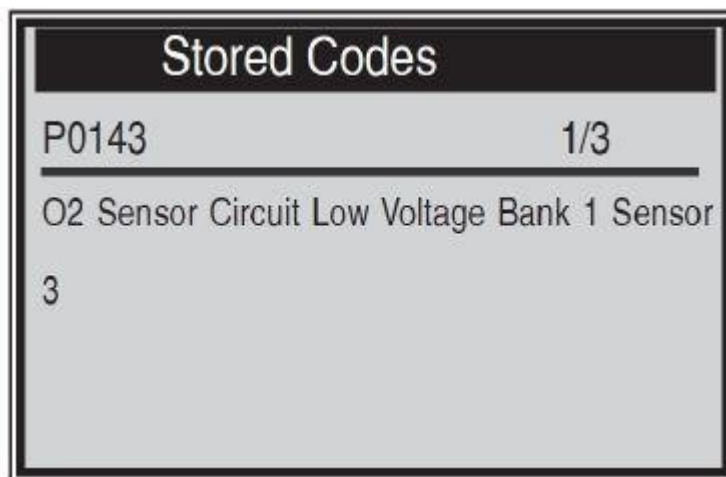 Stored Codes
P0143 1/3
O2 Sensor Circuit Low Voltage Bank 1 Sensor
3